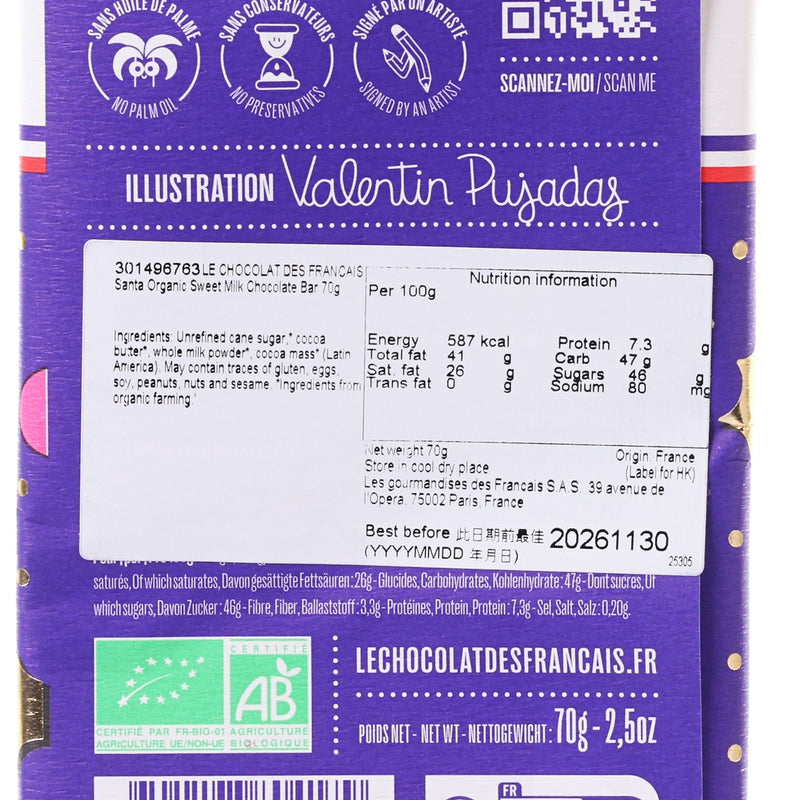 SANS HUILE DE PALME
NO PALM OIL
SANS CONSERVATEURS
NO PRESERVATIVES
SIGNÉ PAR UN ARTISTE
SIGNED BY AN ARTIST
SCANNEZ-MOI / SCAN ME
ILLUSTRATION Valentin Pujadas
301496763 LE CHOCOLAT DES FRANCAIS
Santa Organic Sweet Milk Chocolate Bar 70g
Ingredients: Unrefined cane sugar,* cocoa
butter*, whole milk powder*, cocoa mass* (Latin
America). May contain traces of gluten, eggs,
soy, peanuts, nuts and sesame. *Ingredients from
organic farming.
Nutrition information
Per 100g
Energy 587 kcal Protein 7.3 g
Total fat 41 g Carb 47 g
Sat. fat 26 g Sugars 46 g
Trans fat 0 g Sodium 80 mg
Net weight 70g Origin: France
Store in cool dry place (Label for HK)
Les gourmandises des Francais S.A.S. 39 avenue de
l'Opera, 75002 Paris, France
Best before 此日期前最佳 20261130
(YYYYMMDD 年月日) 25305
saturés, Of which saturates, Davon gesättigte Fettsäuren : 26g - Glucides, Carbohydrates, Kohlenhydrate : 47g - Dont sucres, Of
which sugars, Davon Zucker : 46g - Fibre, Fiber, Ballaststoff : 3,3g - Protéines, Protein, Protein : 7,3g - Sel, Salt, Salz : 0,20g.
CERTIFIÉ
AB
CERTIFIÉ PAR FR-BIO-01 AGRICULTURE
AGRICULTURE UE/NON-UE BIOLOGIQUE
LECHOCOLATDESFRANCAIS.FR
POIDS NET - NET WT - NETTOGEWICHT : 70g - 2,5oz
FR